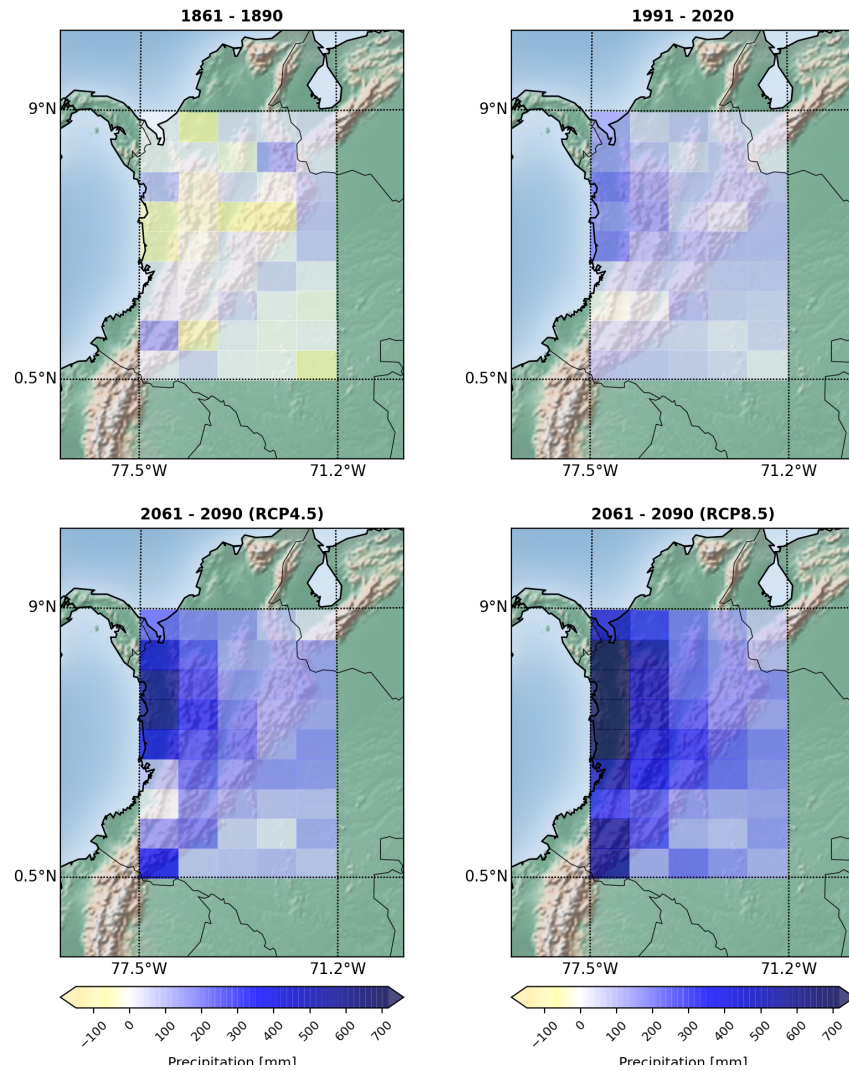 1861 - 1890
1991 - 2020
9°N
9°N
0.5°N
0.5°N
77.5°W 71.2°W
77.5°W 71.2°W
2061 - 2090 (RCP4.5)
2061 - 2090 (RCP8.5)
9°N
9°N
0.5°N
0.5°N
77.5°W 71.2°W
77.5°W 71.2°W
−100 0 100 200 300 400 500 600 700
−100 0 100 200 300 400 500 600 700
Precipitation [mm]
Precipitation [mm]